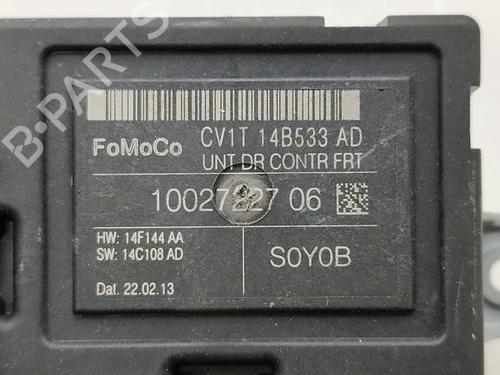 B-PARTS
FoMoCo
CV1T 14B533 AD
UNT DR CONTR FRT
10027227 06
HW: 14F144 AA
SW: 14C108 AD
S0Y0B
Dat. 22.02.13